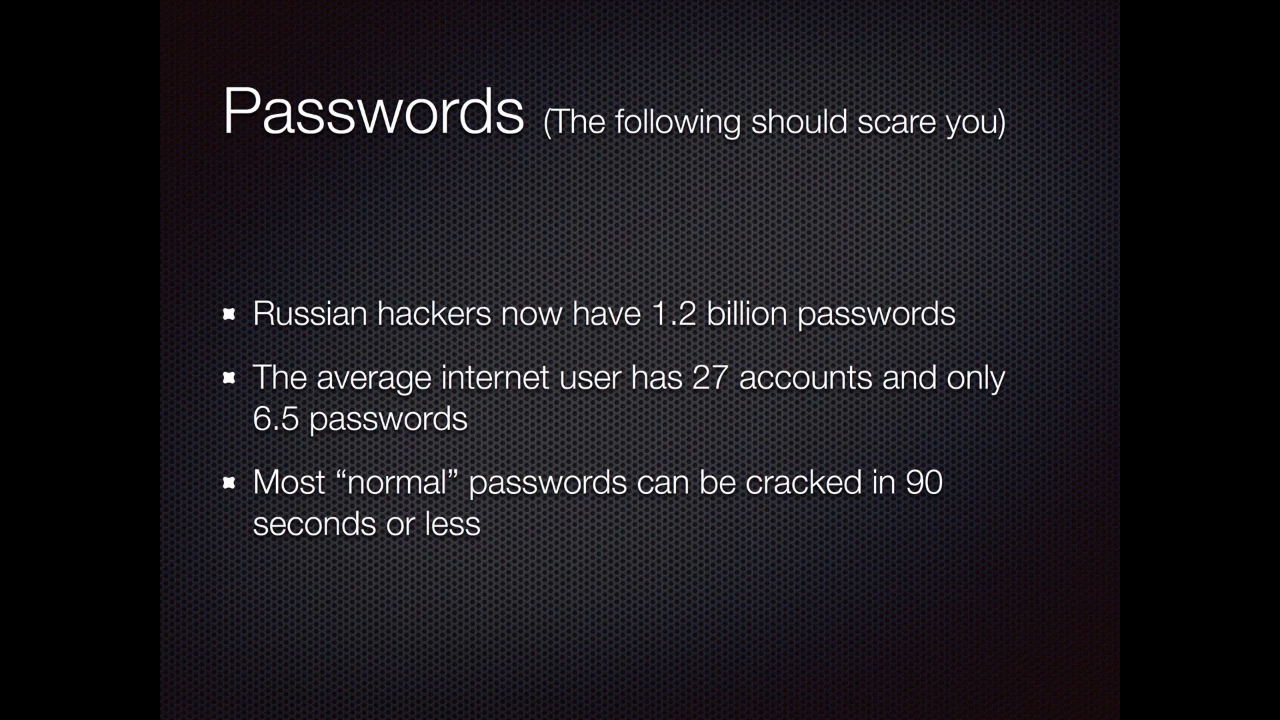 Passwords (The following should scare you)
Russian hackers now have 1.2 billion passwords
The average internet user has 27 accounts and only
6.5 passwords
Most “normal” passwords can be cracked in 90
seconds or less